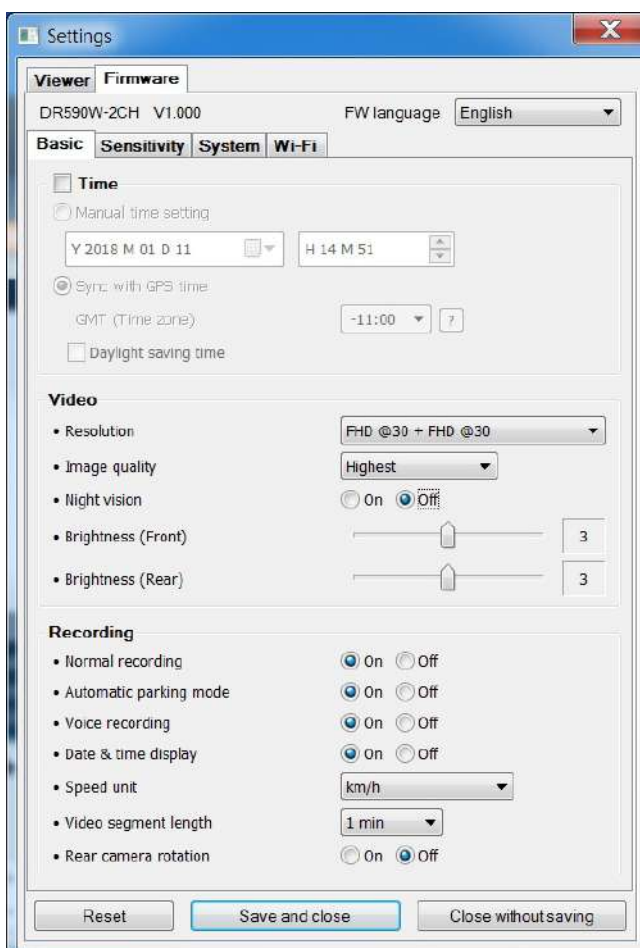 Settings
Viewer Firmware
DR590W-2CH V1.000 FW language English
Basic Sensitivity System Wi-Fi
Time
Manual time setting
Y 2018 M 01 D 11 H 14 M 51
Sync with GPS time
GMT (Time zone) -11:00 ?
Daylight saving time
Video
• Resolution FHD @30 + FHD @30
• Image quality Highest
• Night vision On Off
• Brightness (Front) 3
• Brightness (Rear) 3
Recording
• Normal recording On Off
• Automatic parking mode On Off
• Voice recording On Off
• Date & time display On Off
• Speed unit km/h
• Video segment length 1 min
• Rear camera rotation On Off
Reset Save and close Close without saving